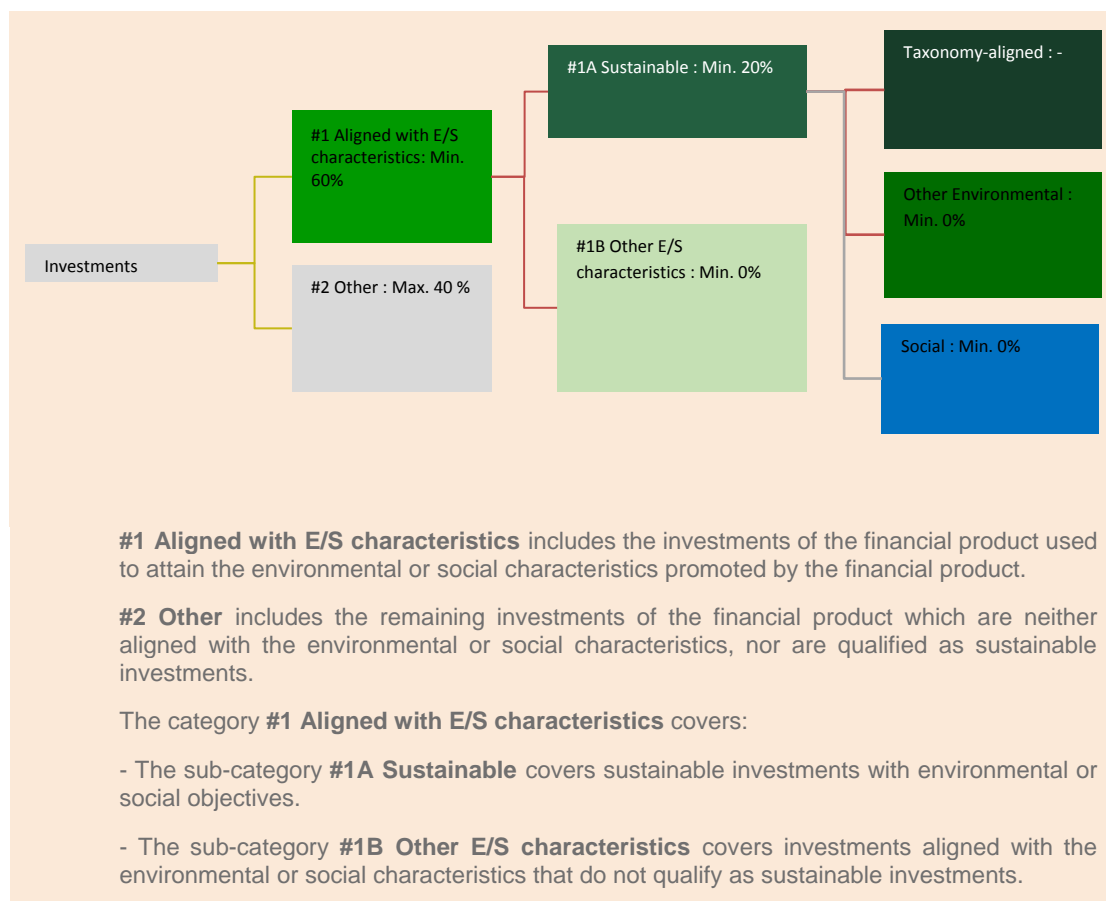 Investments
#1 Aligned with E/S
characteristics: Min.
60%
#2 Other : Max. 40 %
#1A Sustainable : Min. 20%
#1B Other E/S
characteristics : Min. 0%
Taxonomy-aligned : -
Other Environmental :
Min. 0%
Social : Min. 0%
#1 Aligned with E/S characteristics includes the investments of the financial product used
to attain the environmental or social characteristics promoted by the financial product.
#2 Other includes the remaining investments of the financial product which are neither
aligned with the environmental or social characteristics, nor are qualified as sustainable
investments.
The category #1 Aligned with E/S characteristics covers:
- The sub-category #1A Sustainable covers sustainable investments with environmental or
social objectives.
- The sub-category #1B Other E/S characteristics covers investments aligned with the
environmental or social characteristics that do not qualify as sustainable investments.